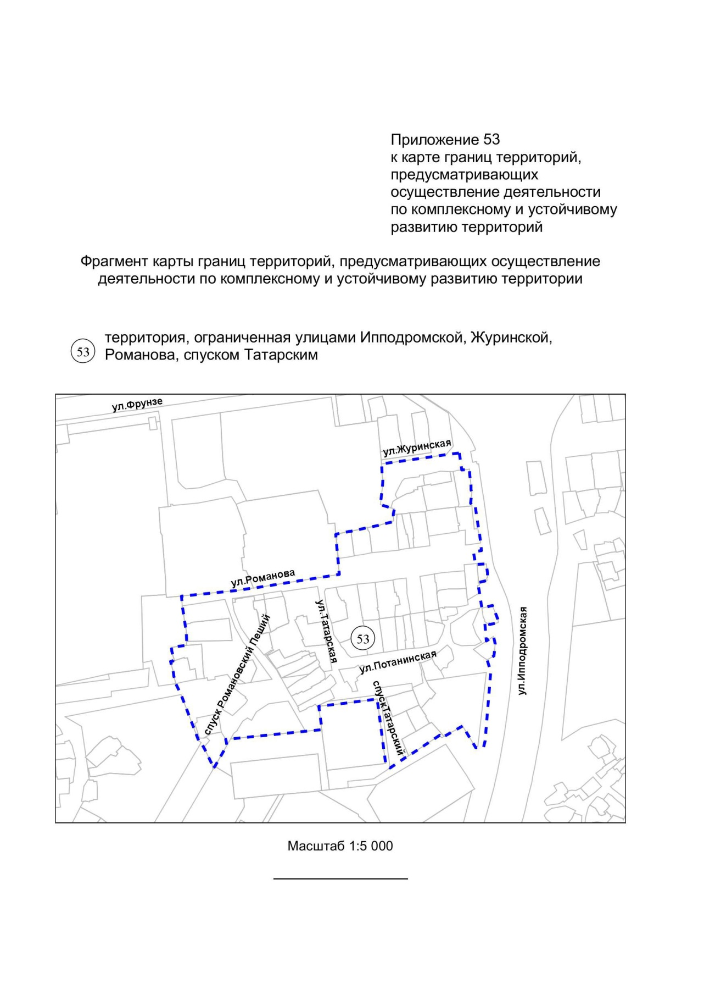 Приложение 53
к карте границ территорий,
предусматривающих
осуществление деятельности
по комплексному и устойчивому
развитию территорий
Фрагмент карты границ территорий, предусматривающих осуществление
деятельности по комплексному и устойчивому развитию территории
53
территория, ограниченная улицами Ипподромской, Журинской,
Романова, спуском Татарским
ул.Фрунзе
ул.Журинская
ул.Романова
ул.Татарская
спуск Романовский Пеший
53
ул.Потанинская
ул.Ипподромская
спускТатарский
Масштаб 1:5 000